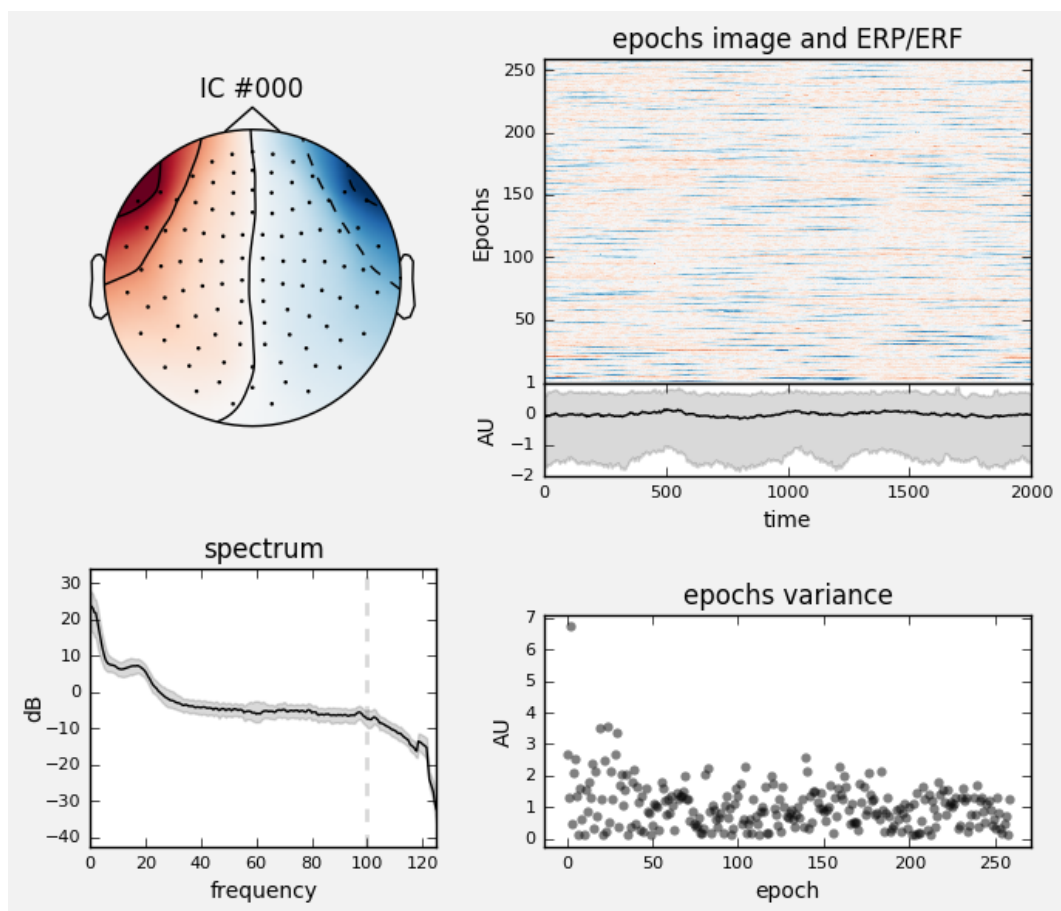 IC #000
epochs image and ERP/ERF
Epochs
250
200
150
100
50
1
AU
0
−1
−2
0 500 1000 1500 2000
time
spectrum
dB
30
20
10
0
−10
−20
−30
−40
0 20 40 60 80 100 120
frequency
epochs variance
AU
7
6
5
4
3
2
1
0
0 50 100 150 200 250
epoch